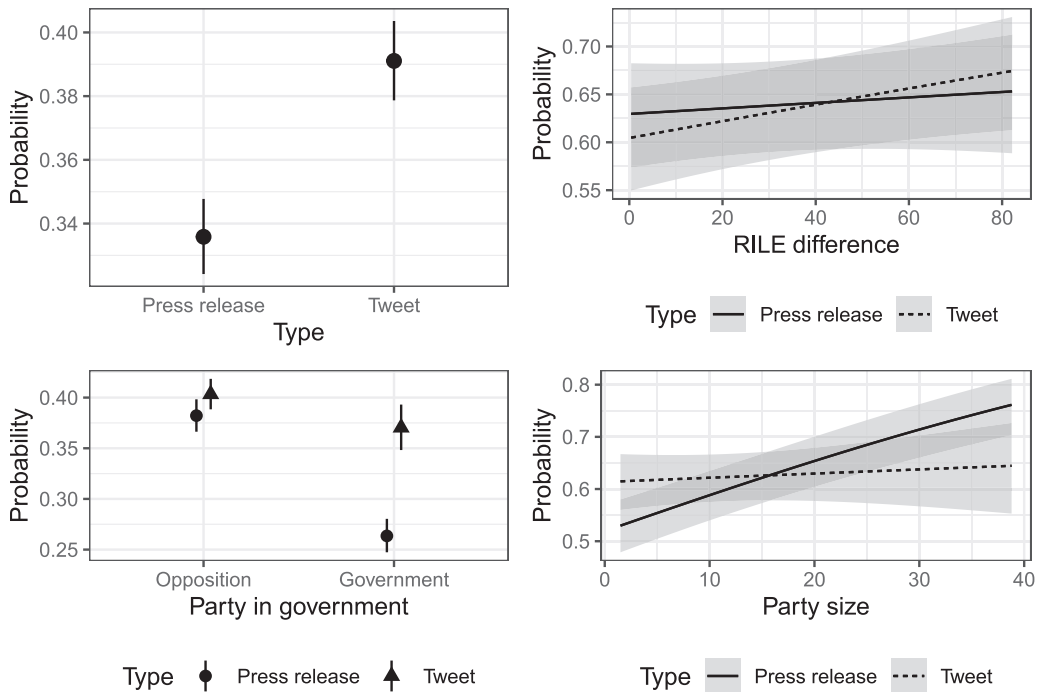 0.40
0.38
0.36
0.34
Probability
Press release
Tweet
Type
0.70
0.65
0.60
0.55
Probability
0
20
40
60
80
RILE difference
Type Press release Tweet
0.40
0.35
0.30
0.25
Probability
Opposition
Government
Party in government
Type Press release Tweet
0.8
0.7
0.6
0.5
Probability
0
10
20
30
40
Party size
Type Press release Tweet